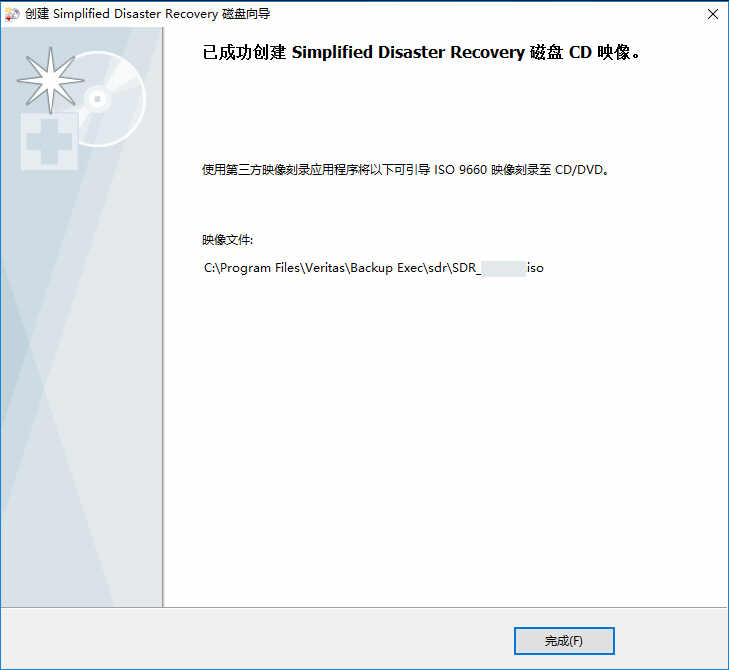 创建 Simplified Disaster Recovery 磁盘向导
已成功创建 Simplified Disaster Recovery 磁盘 CD 映像。
使用第三方映像刻录应用程序将以下可引导 ISO 9660 映像刻录至 CD/DVD。
映像文件:
C:\Program Files\Veritas\Backup Exec\sdr\SDR_ iso
完成(F)